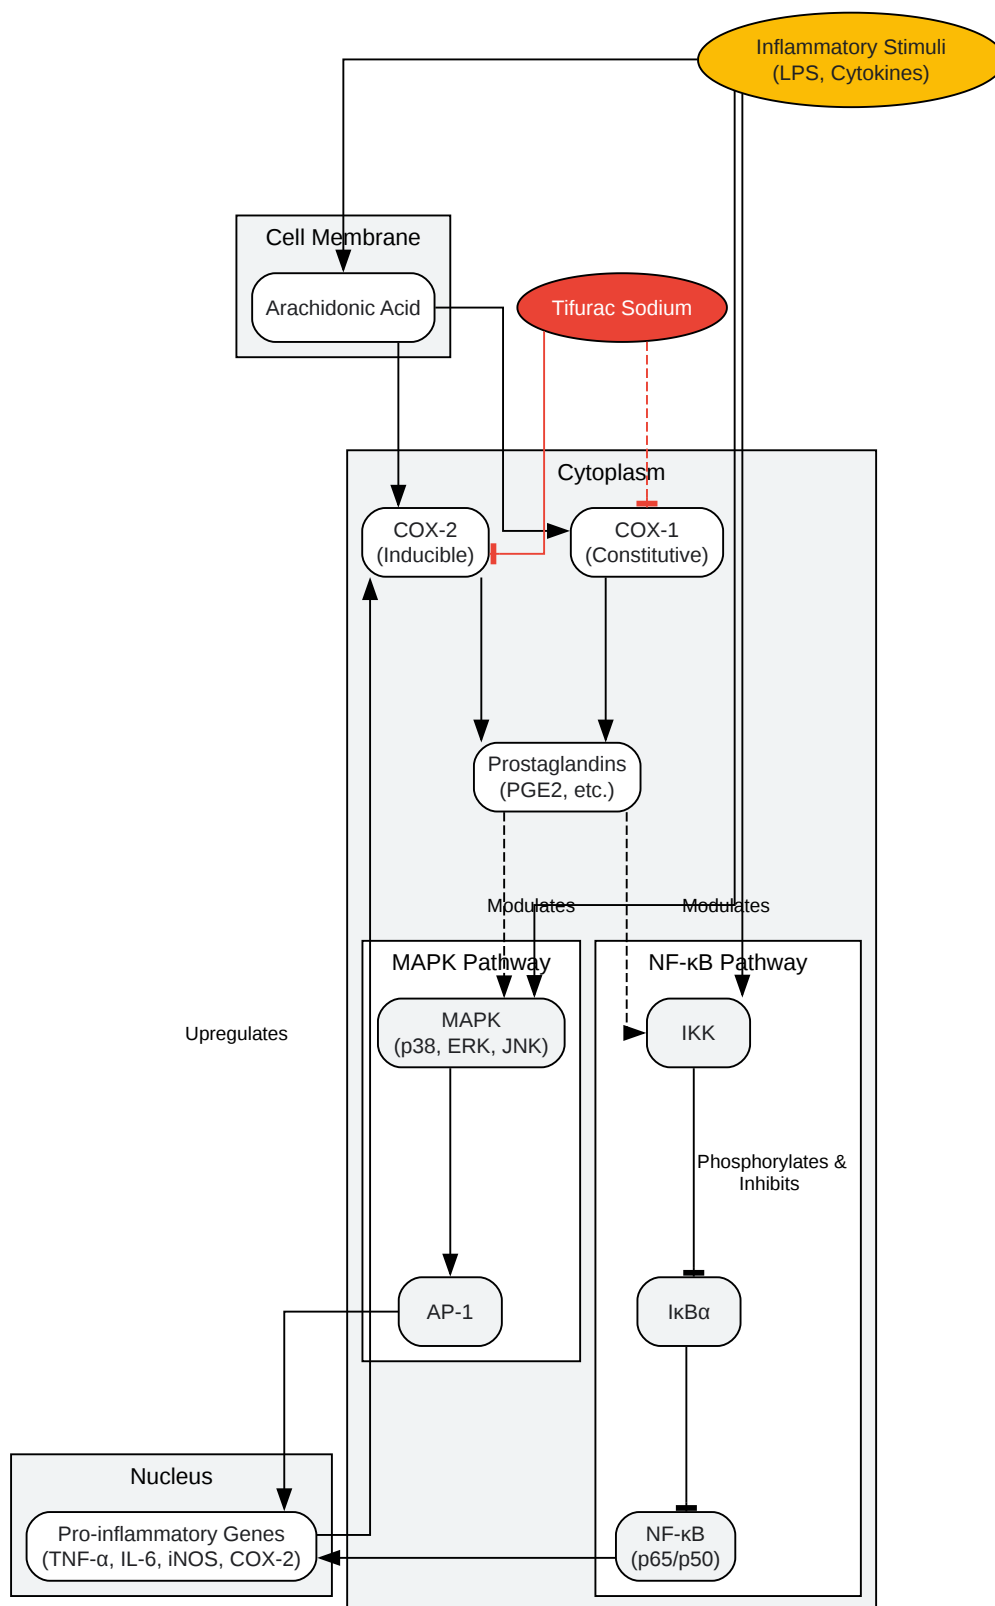 Inflammatory Stimuli
(LPS, Cytokines)
Cell Membrane
Arachidonic Acid
Tifurac Sodium
Cytoplasm
COX-2
(Inducible)
COX-1
(Constitutive)
Prostaglandins
(PGE2, etc.)
Modulates
Modulates
MAPK Pathway
NF-κB Pathway
MAPK
(p38, ERK, JNK)
IKK
Upregulates
Phosphorylates &
Inhibits
AP-1
IκBα
Nucleus
Pro-inflammatory Genes
(TNF-α, IL-6, iNOS, COX-2)
NF-κB
(p65/p50)